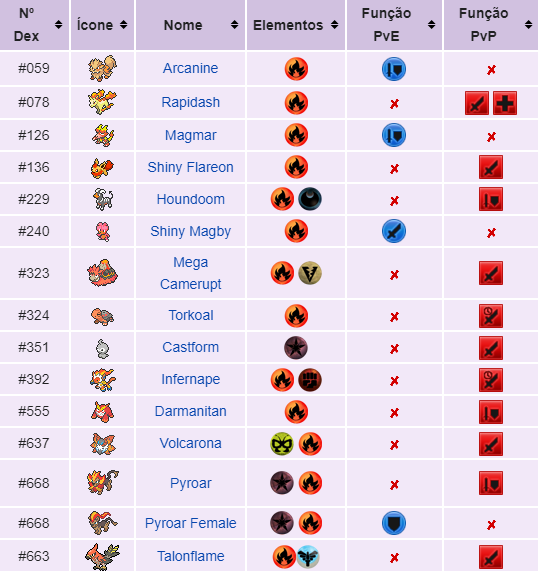 Nº Dex Ícone Nome Elementos Função PvE Função PvP
#059 Arcanine ✘
#078 Rapidash ✘
#126 Magmar ✘
#136 Shiny Flareon ✘
#229 Houndoom ✘
#240 Shiny Magby ✘
#323 Mega Camerupt ✘
#324 Torkoal ✘
#351 Castform ✘
#392 Infernape ✘
#555 Darmanitan ✘
#637 Volcarona ✘
#668 Pyroar ✘
#668 Pyroar Female ✘
#663 Talonflame ✘